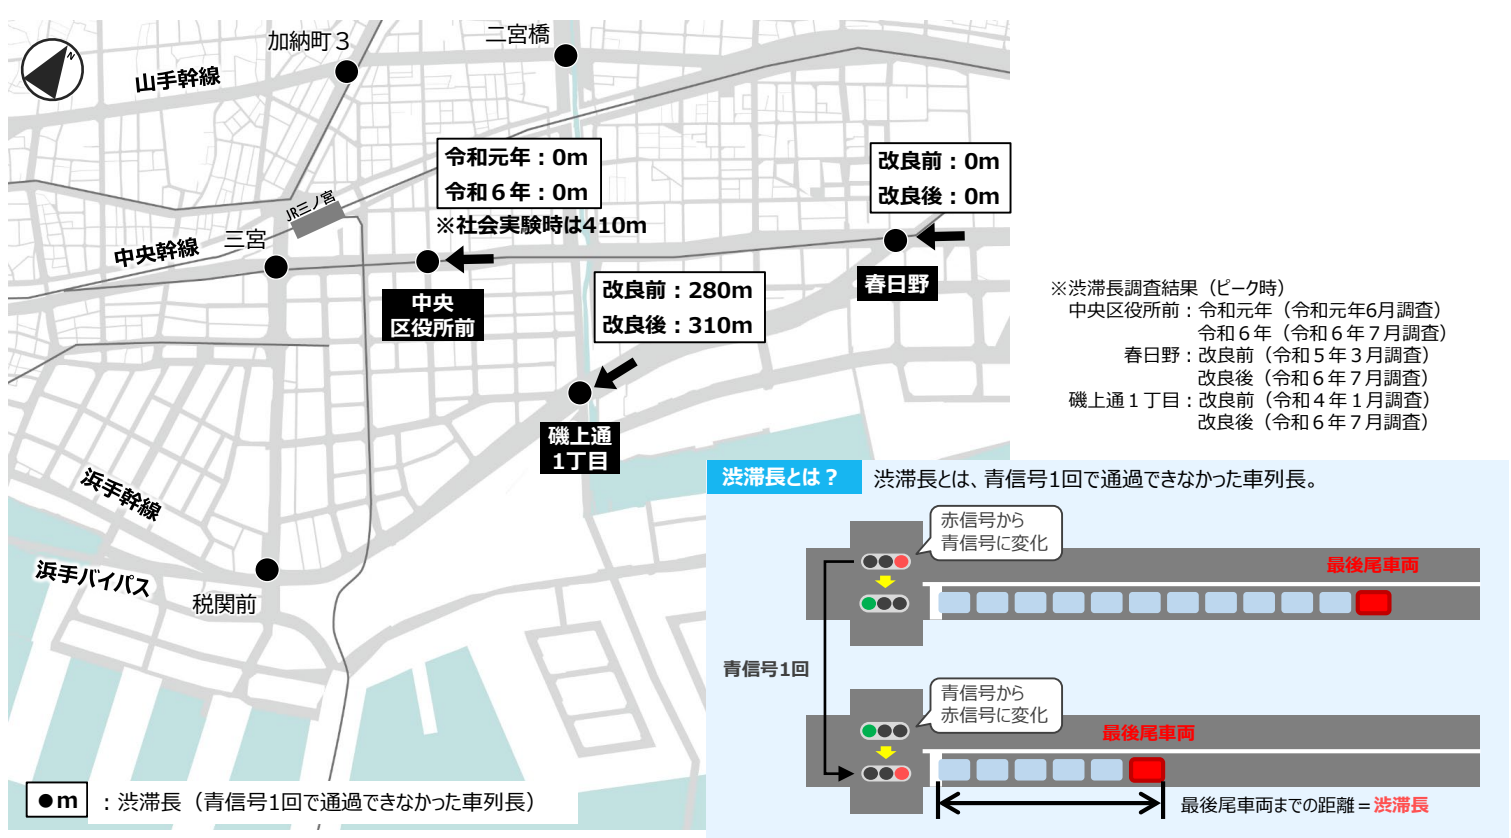 N
加納町３
二宮橋
山手幹線
令和元年：0m
令和６年：0m
※社会実験時は410m
改良前：0m
改良後：0m
JR三ノ宮
三宮
中央幹線
中央
区役所前
改良前：280m
改良後：310m
春日野
磯上通
1丁目
浜手幹線
浜手バイパス
税関前
●m ：渋滞長（青信号1回で通過できなかった車列長）
※渋滞長調査結果（ピーク時）
中央区役所前：令和元年（令和元年6月調査）
令和６年（令和６年７月調査）
春日野：改良前（令和５年３月調査）
改良後（令和６年７月調査）
磯上通１丁目：改良前（令和４年１月調査）
改良後（令和６年７月調査）
渋滞長とは？ 渋滞長とは、青信号1回で通過できなかった車列長。
赤信号から
青信号に変化
最後尾車両
青信号1回
青信号から
赤信号に変化
最後尾車両
最後尾車両までの距離＝渋滞長